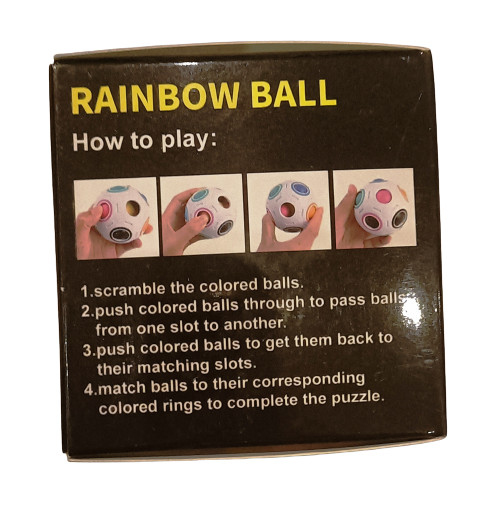 RAINBOW BALL
How to play:
1.scramble the colored balls.
2.push colored balls through to pass balls
from one slot to another.
3.push colored balls to get them back to
their matching slots.
4.match balls to their corresponding
colored rings to complete the puzzle.